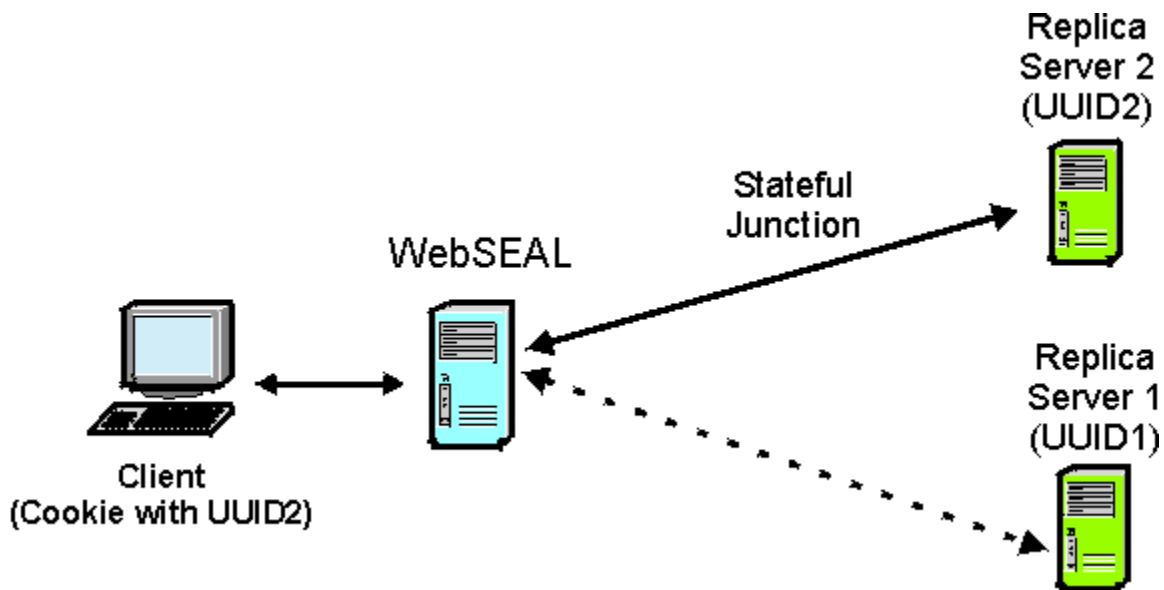 Replica
Server 2
(UUID2)
Stateful
Junction
WebSEAL
Client
(Cookie with UUID2)
Replica
Server 1
(UUID1)